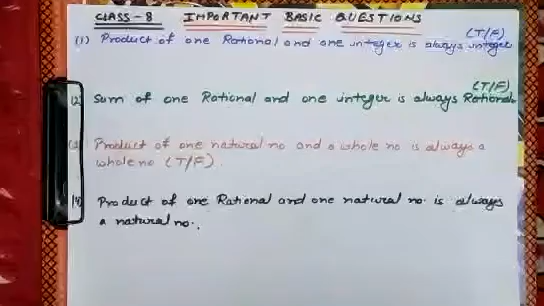 CLASS-8 IMPORTANT BASIC QUESTIONS
(T/F)
(1) Product of one Rational and one integer is always integer
(T/F)
(2) Sum of one Rational and one integer is always Rational.
(3) Product of one natural no and a whole no is always a
whole no (T/F).
(4) Product of one Rational and one natural no. is always
a natural no.